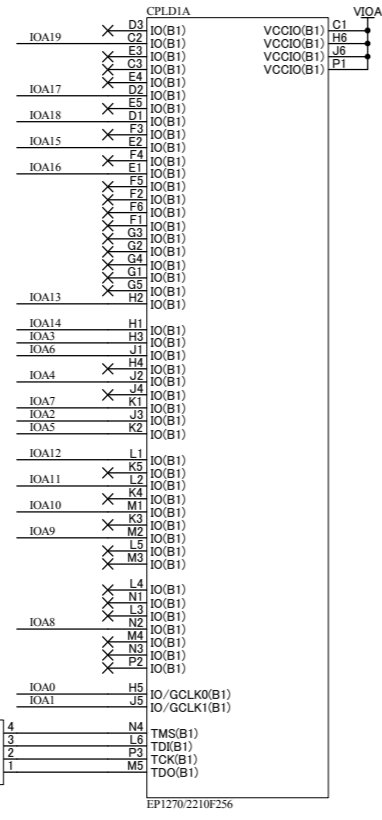 CPLD1A VIOA
D3 IO(B1) VCCIO(B1) C1
IOA19 C2 IO(B1) VCCIO(B1) H6
E3 IO(B1) VCCIO(B1) J6
C3 IO(B1) VCCIO(B1) P1
E4 IO(B1)
IOA17 D2 IO(B1)
E5 IO(B1)
IOA18 D1 IO(B1)
F3 IO(B1)
IOA15 E2 IO(B1)
F4 IO(B1)
IOA16 E1 IO(B1)
F5 IO(B1)
F2 IO(B1)
F6 IO(B1)
F1 IO(B1)
G3 IO(B1)
G2 IO(B1)
G4 IO(B1)
G1 IO(B1)
G5 IO(B1)
IOA13 H2 IO(B1)
IOA14 H1 IO(B1)
IOA3 H3 IO(B1)
IOA6 J1 IO(B1)
H4 IO(B1)
IOA4 J2 IO(B1)
J4 IO(B1)
IOA7 K1 IO(B1)
IOA2 J3 IO(B1)
IOA5 K2 IO(B1)
IOA12 L1 IO(B1)
K5 IO(B1)
IOA11 L2 IO(B1)
K4 IO(B1)
IOA10 M1 IO(B1)
K3 IO(B1)
IOA9 M2 IO(B1)
L5 IO(B1)
M3 IO(B1)
L4 IO(B1)
N1 IO(B1)
L3 IO(B1)
IOA8 N2 IO(B1)
M4 IO(B1)
N3 IO(B1)
P2 IO(B1)
IOA0 H5 IO/GCLK0(B1)
IOA1 J5 IO/GCLK1(B1)
4 N4 TMS(B1)
3 L6 TDI(B1)
2 P3 TCK(B1)
1 M5 TDO(B1)
EP1270/2210F256